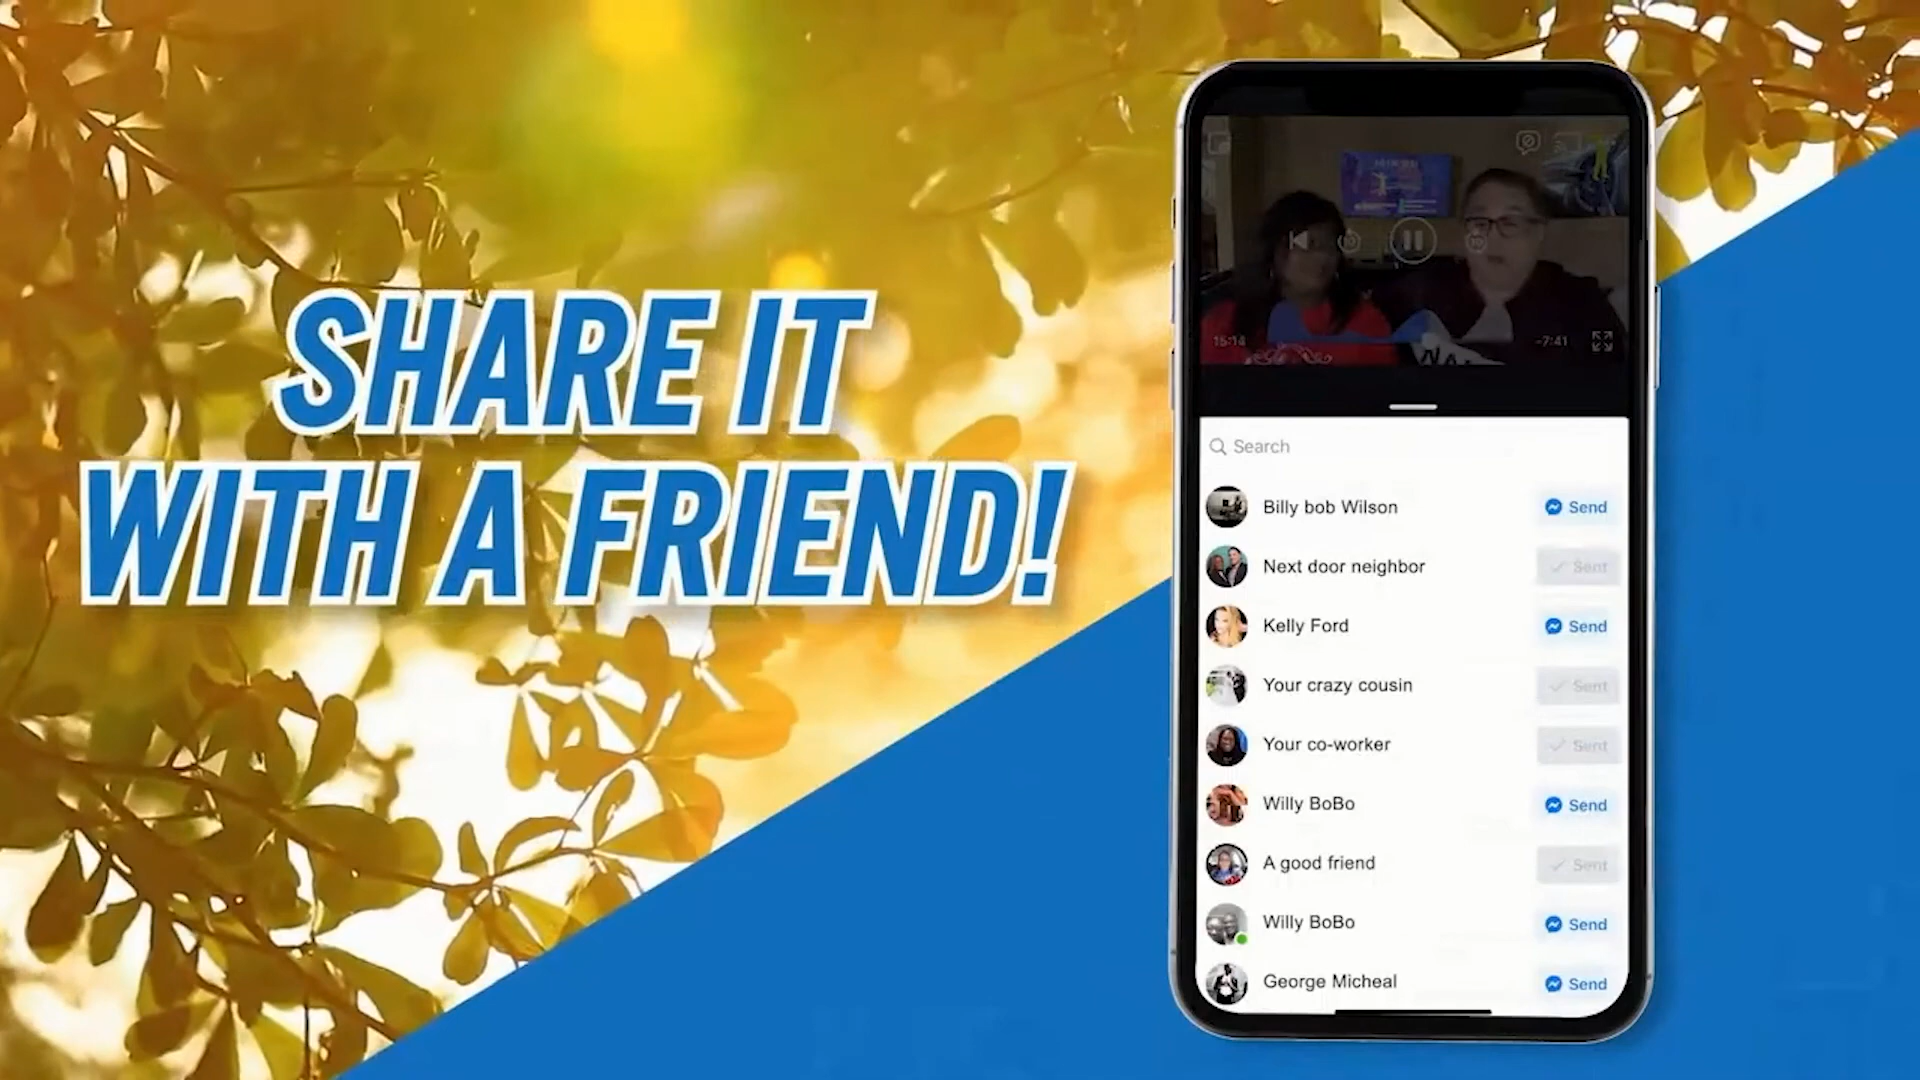 SHARE IT
WITH A FRIEND!
10
10
15:14
-7:41
Search
Billy bob Wilson Send
Next door neighbor Sent
Kelly Ford Send
Your crazy cousin Sent
Your co-worker Sent
Willy BoBo Send
A good friend Sent
Willy BoBo Send
George Micheal Send